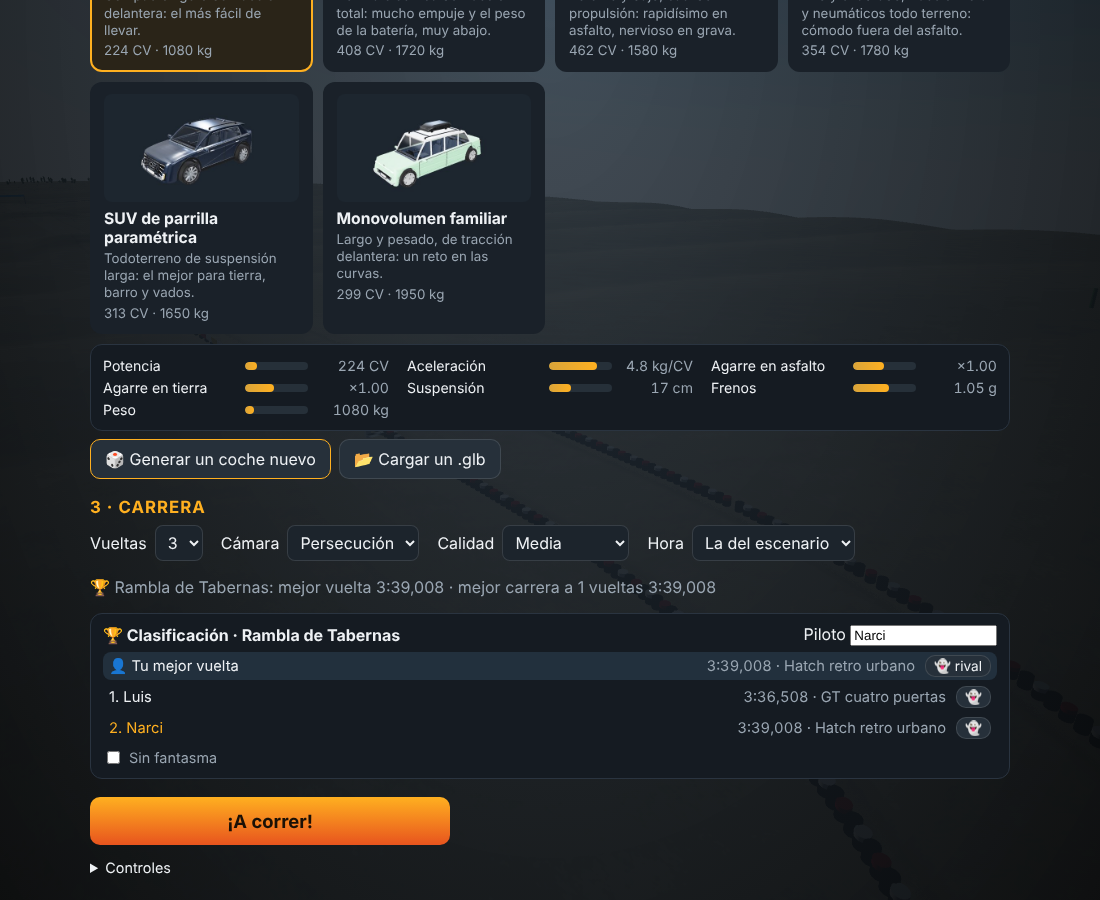 delantera: el más fácil de
llevar.
224 CV · 1080 kg
total: mucho empuje y el peso
de la batería, muy abajo.
408 CV · 1720 kg
propulsión: rapidísimo en
asfalto, nervioso en grava.
462 CV · 1580 kg
y neumáticos todo terreno:
cómodo fuera del asfalto.
354 CV · 1780 kg
SUV de parrilla
paramétrica
Todoterreno de suspensión
larga: el mejor para tierra,
barro y vados.
313 CV · 1650 kg
Monovolumen familiar
Largo y pesado, de tracción
delantera: un reto en las
curvas.
299 CV · 1950 kg
Potencia 224 CV Aceleración 4.8 kg/CV Agarre en asfalto ×1.00
Agarre en tierra ×1.00 Suspensión 17 cm Frenos 1.05 g
Peso 1080 kg
🎲 Generar un coche nuevo 📂 Cargar un .glb
3 · CARRERA
Vueltas 3 Cámara Persecución Calidad Media Hora La del escenario
🏆 Rambla de Tabernas: mejor vuelta 3:39,008 · mejor carrera a 1 vueltas 3:39,008
🏆 Clasificación · Rambla de Tabernas Piloto Narci
👤 Tu mejor vuelta 3:39,008 · Hatch retro urbano 👻 rival
1. Luis 3:36,508 · GT cuatro puertas 👻
2. Narci 3:39,008 · Hatch retro urbano 👻
Sin fantasma
¡A correr!
▶ Controles